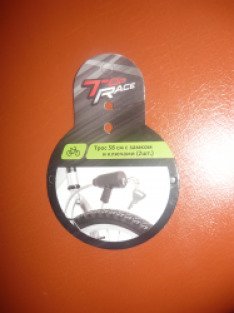 TOP
RACE
Трос 58 см с замком
и ключами (2шт.)